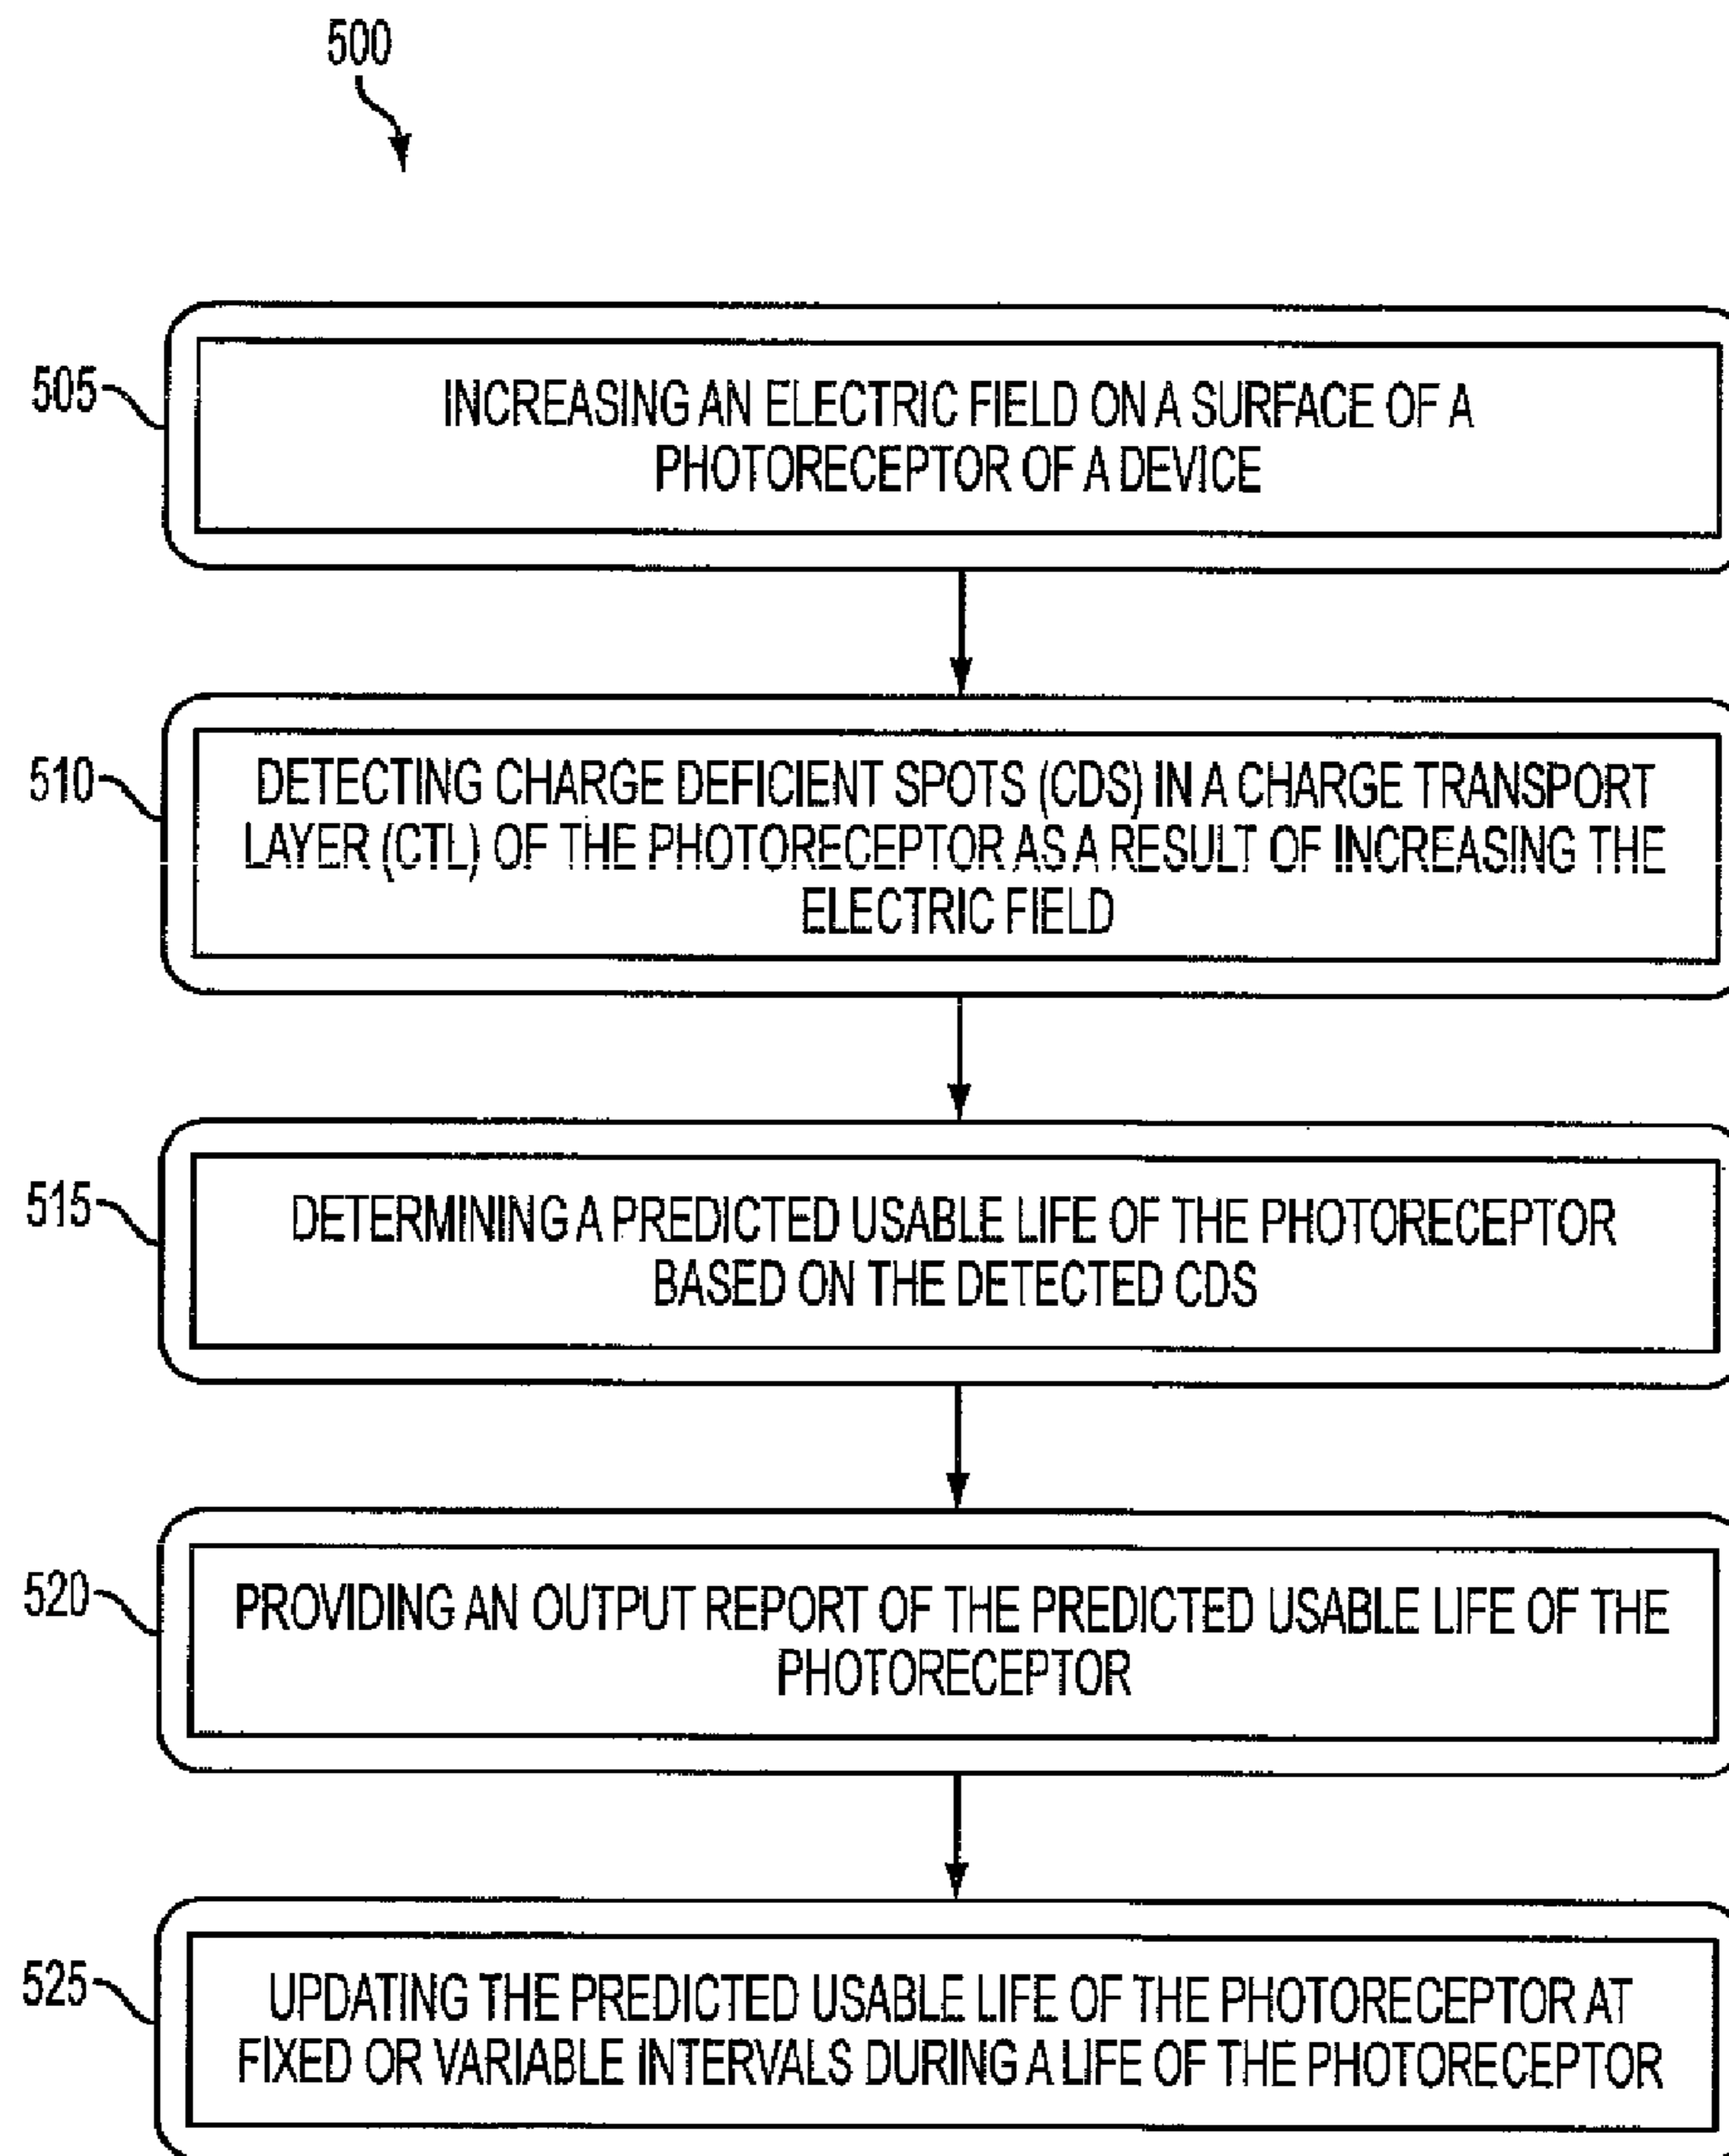 500
505
INCREASING AN ELECTRIC FIELD ON A SURFACE OF A
PHOTORECEPTOR OF A DEVICE
510
DETECTING CHARGE DEFICIENT SPOTS (CDS) IN A CHARGE TRANSPORT
LAYER (CTL) OF THE PHOTORECEPTOR AS A RESULT OF INCREASING THE
ELECTRIC FIELD
515
DETERMINING A PREDICTED USABLE LIFE OF THE PHOTORECEPTOR
BASED ON THE DETECTED CDS
520
PROVIDING AN OUTPUT REPORT OF THE PREDICTED USABLE LIFE OF THE
PHOTORECEPTOR
525
UPDATING THE PREDICTED USABLE LIFE OF THE PHOTORECEPTOR AT
FIXED OR VARIABLE INTERVALS DURING A LIFE OF THE PHOTORECEPTOR